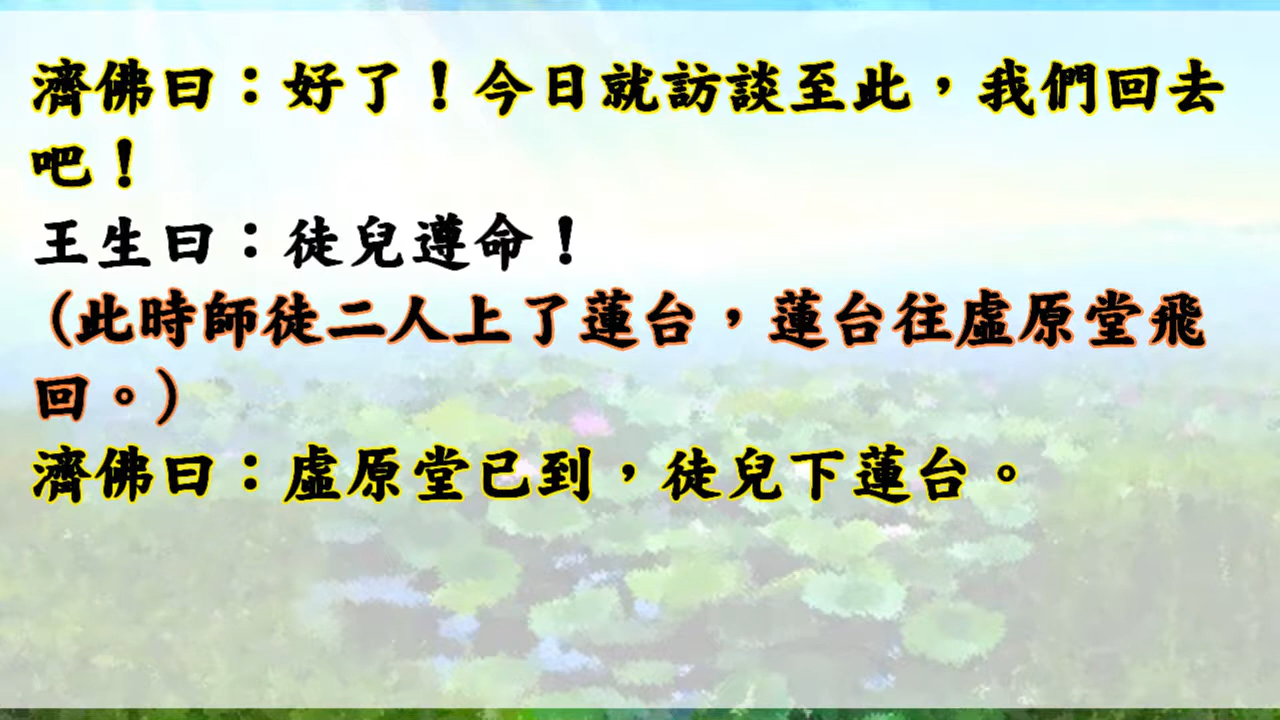 濟佛曰：好了！今日就訪談至此，我們回去
吧！
王生曰：徒兒遵命！
（此時師徒二人上了蓮台，蓮台往虛原堂飛
回。）
濟佛曰：虛原堂已到，徒兒下蓮台。